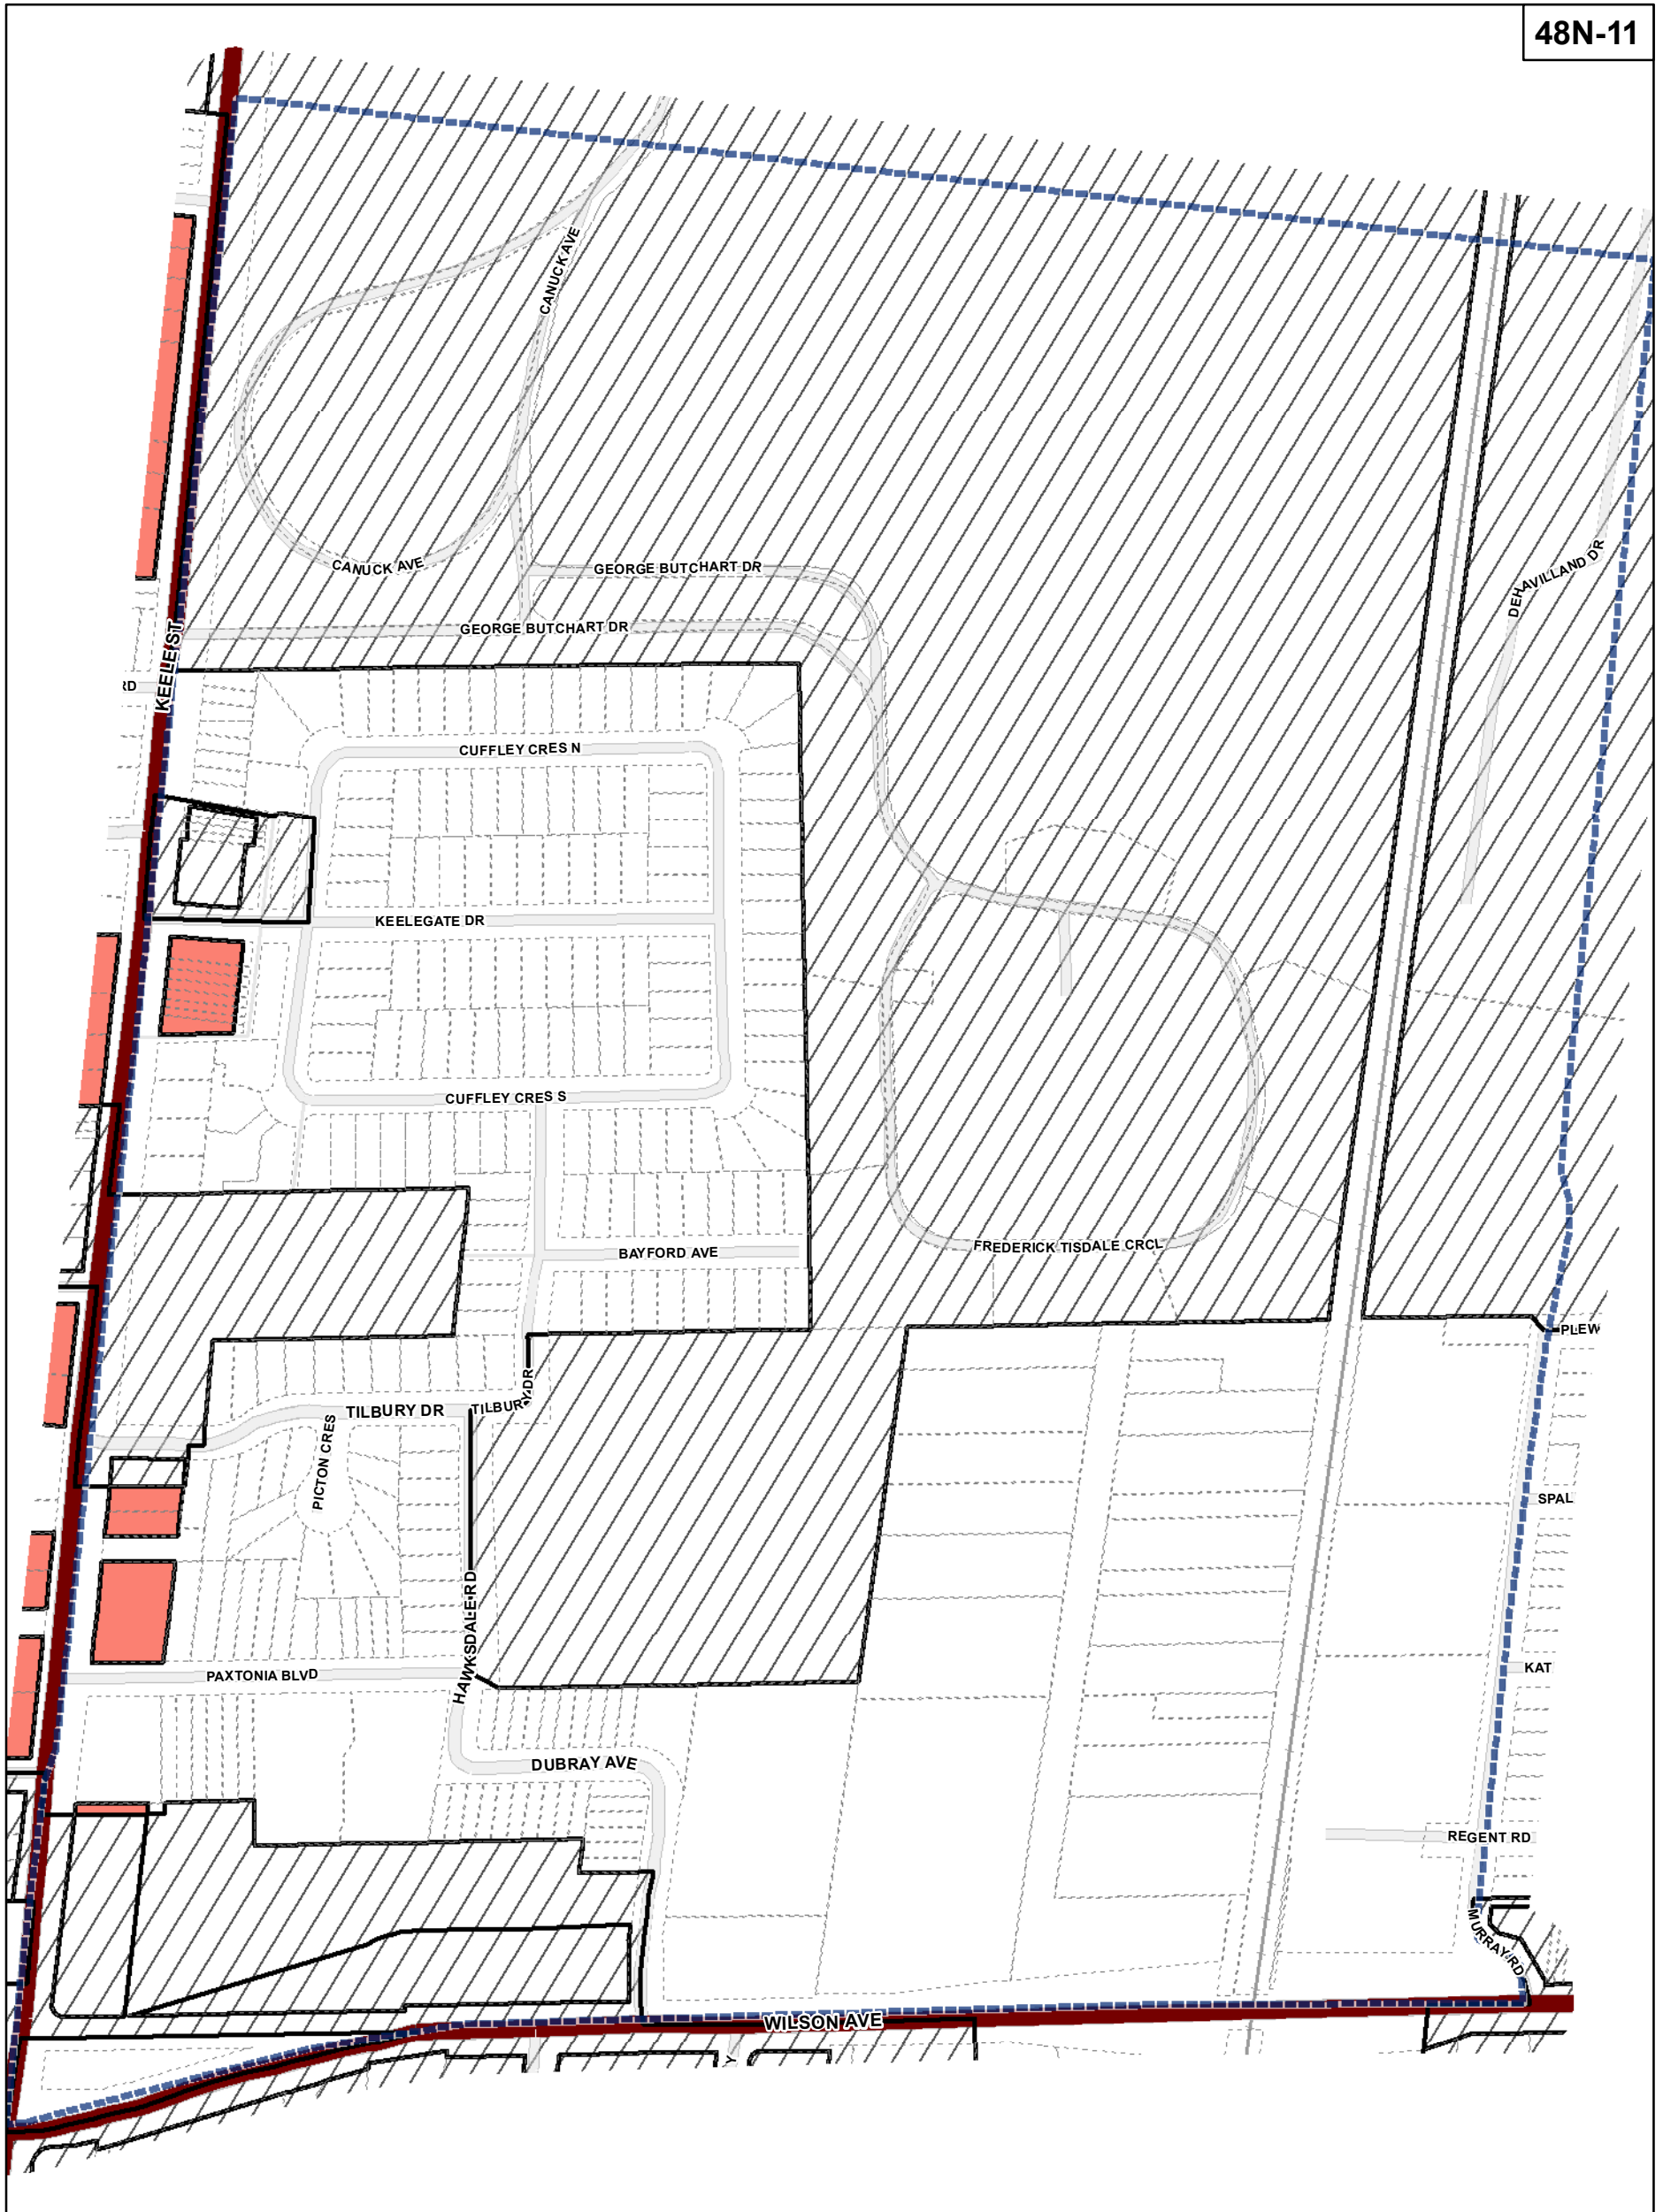 48N-11
CANUCK AVE
CANUCK AVE
GEORGE BUTCHART DR
DEHAVILLAND DR
GEORGE BUTCHART DR
KEELE ST
RD
CUFFLEY CRES N
KEELEGATE DR
CUFFLEY CRES S
BAYFORD AVE
FREDERICK TISDALE CRCL
PLEW
TILBURY DR
TILBURY DR
PICTON CRES
SPAL
HAWKSDALE RD
KAT
PAXTONIA BLVD
DUBRAY AVE
REGENT RD
MURRAY RD
WILSON AVE
Y